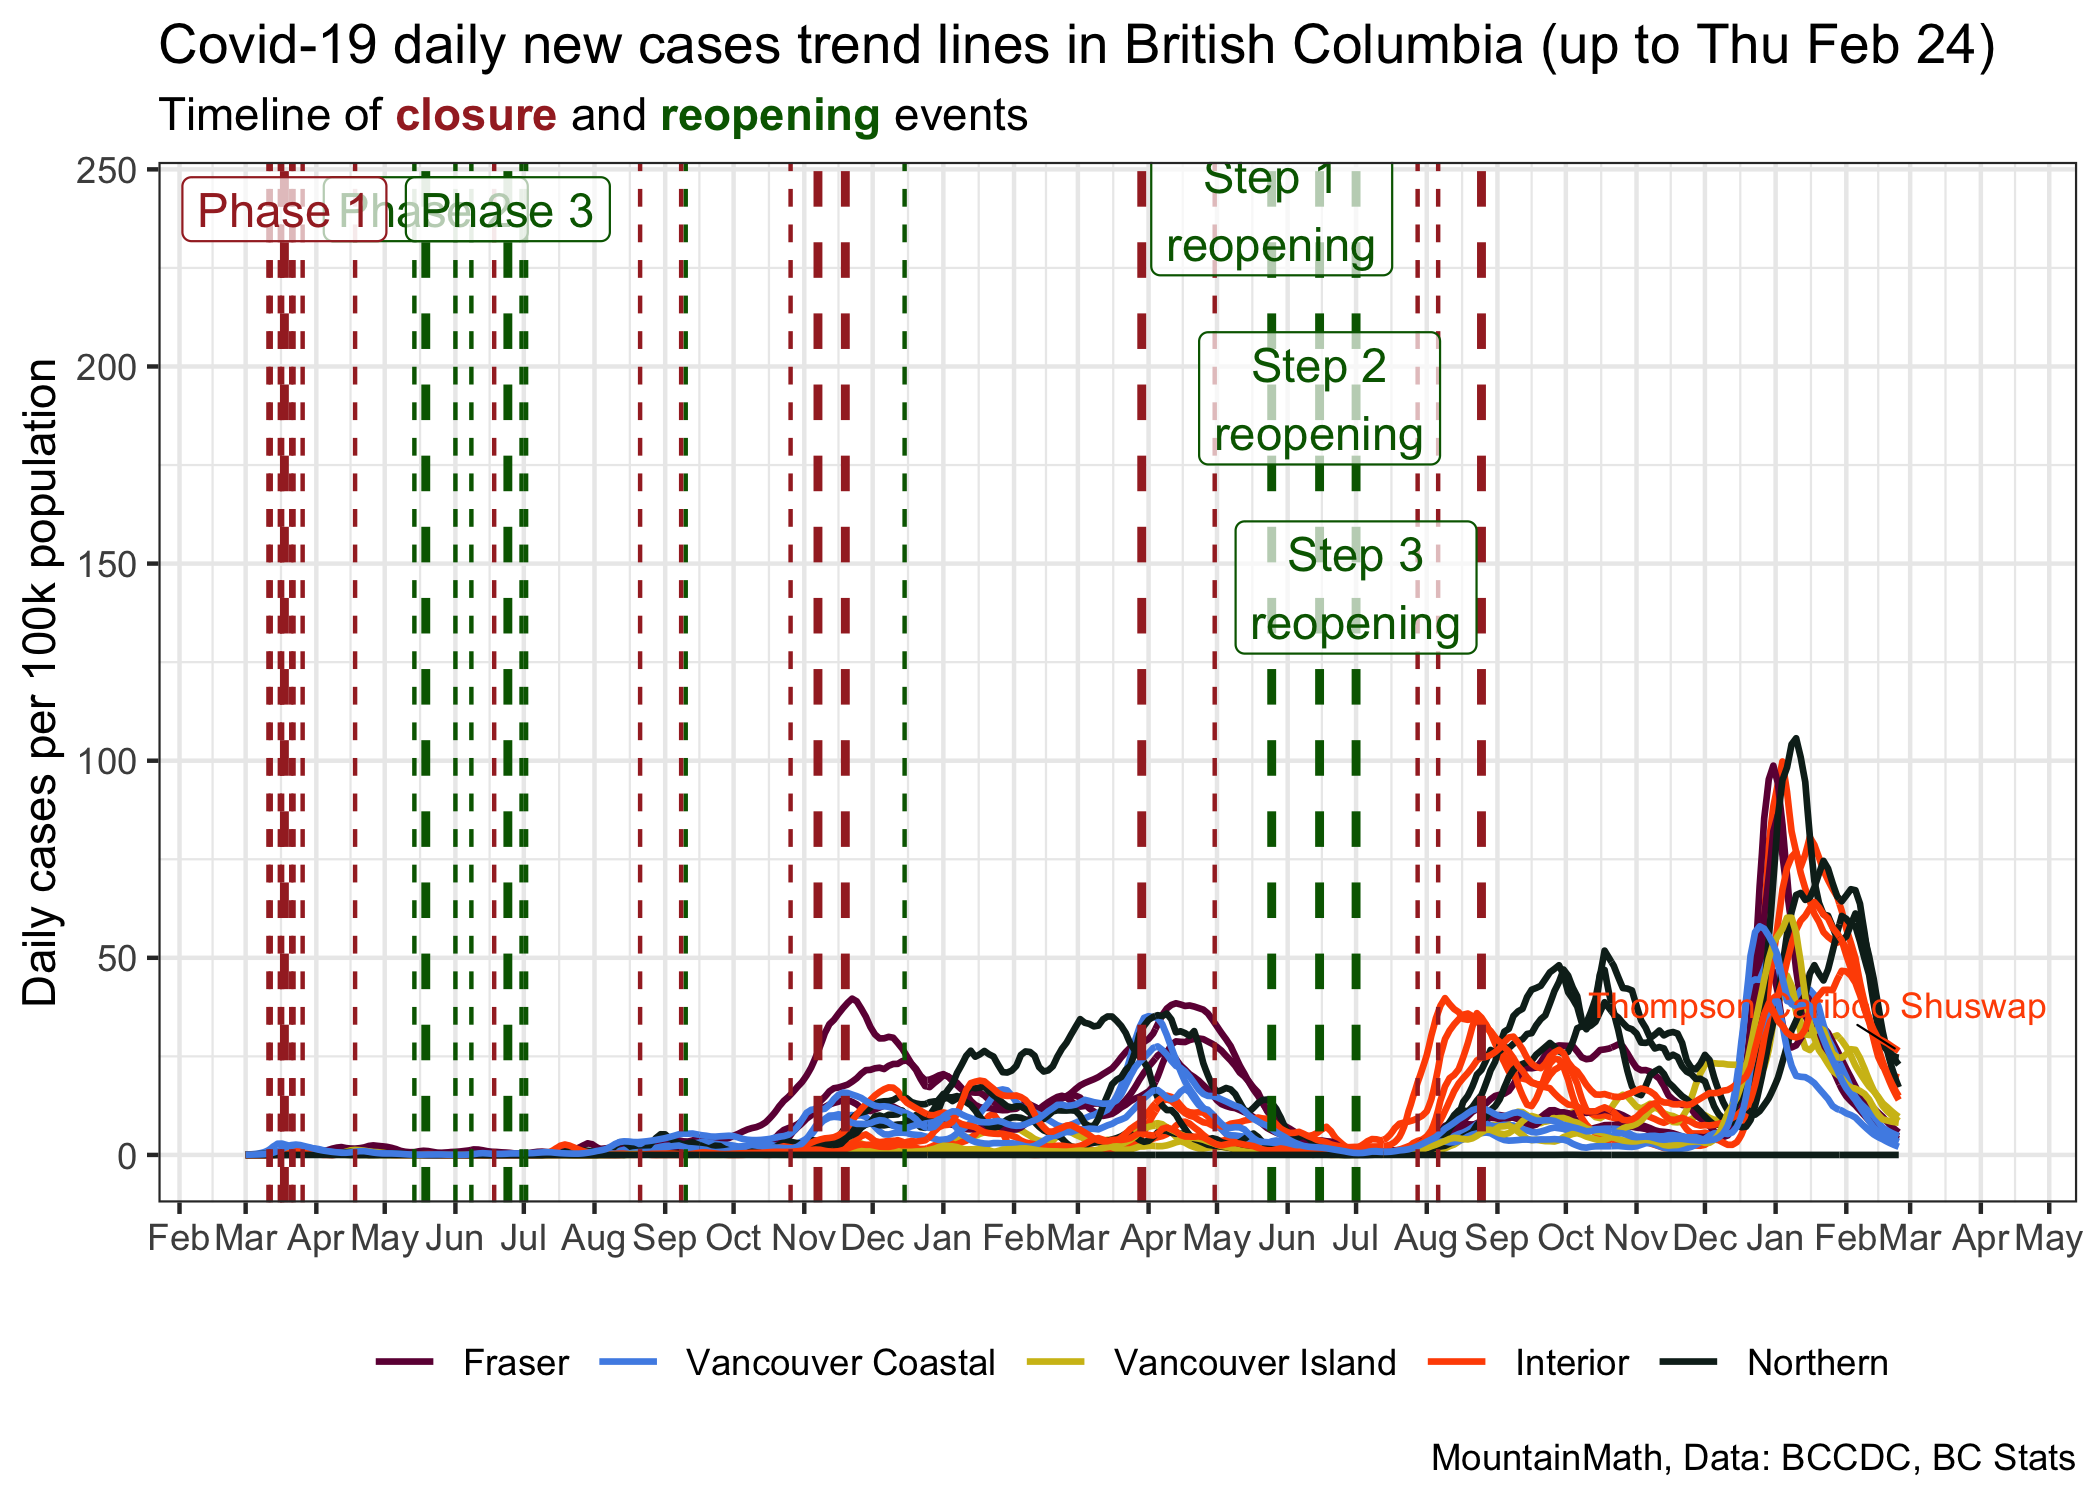 Covid-19 daily new cases trend lines in British Columbia (up to Thu Feb 24)
Timeline of closure and reopening events
Daily cases per 100k population
250
200
150
100
50
0
Phase 1
Phase 2
Phase 3
Step 1
reopening
Step 2
reopening
Step 3
reopening
Thompson Cariboo Shuswap
Feb Mar Apr May Jun Jul Aug Sep Oct Nov Dec Jan Feb Mar Apr May Jun Jul Aug Sep Oct Nov Dec Jan Feb Mar Apr May
Fraser Vancouver Coastal Vancouver Island Interior Northern
MountainMath, Data: BCCDC, BC Stats